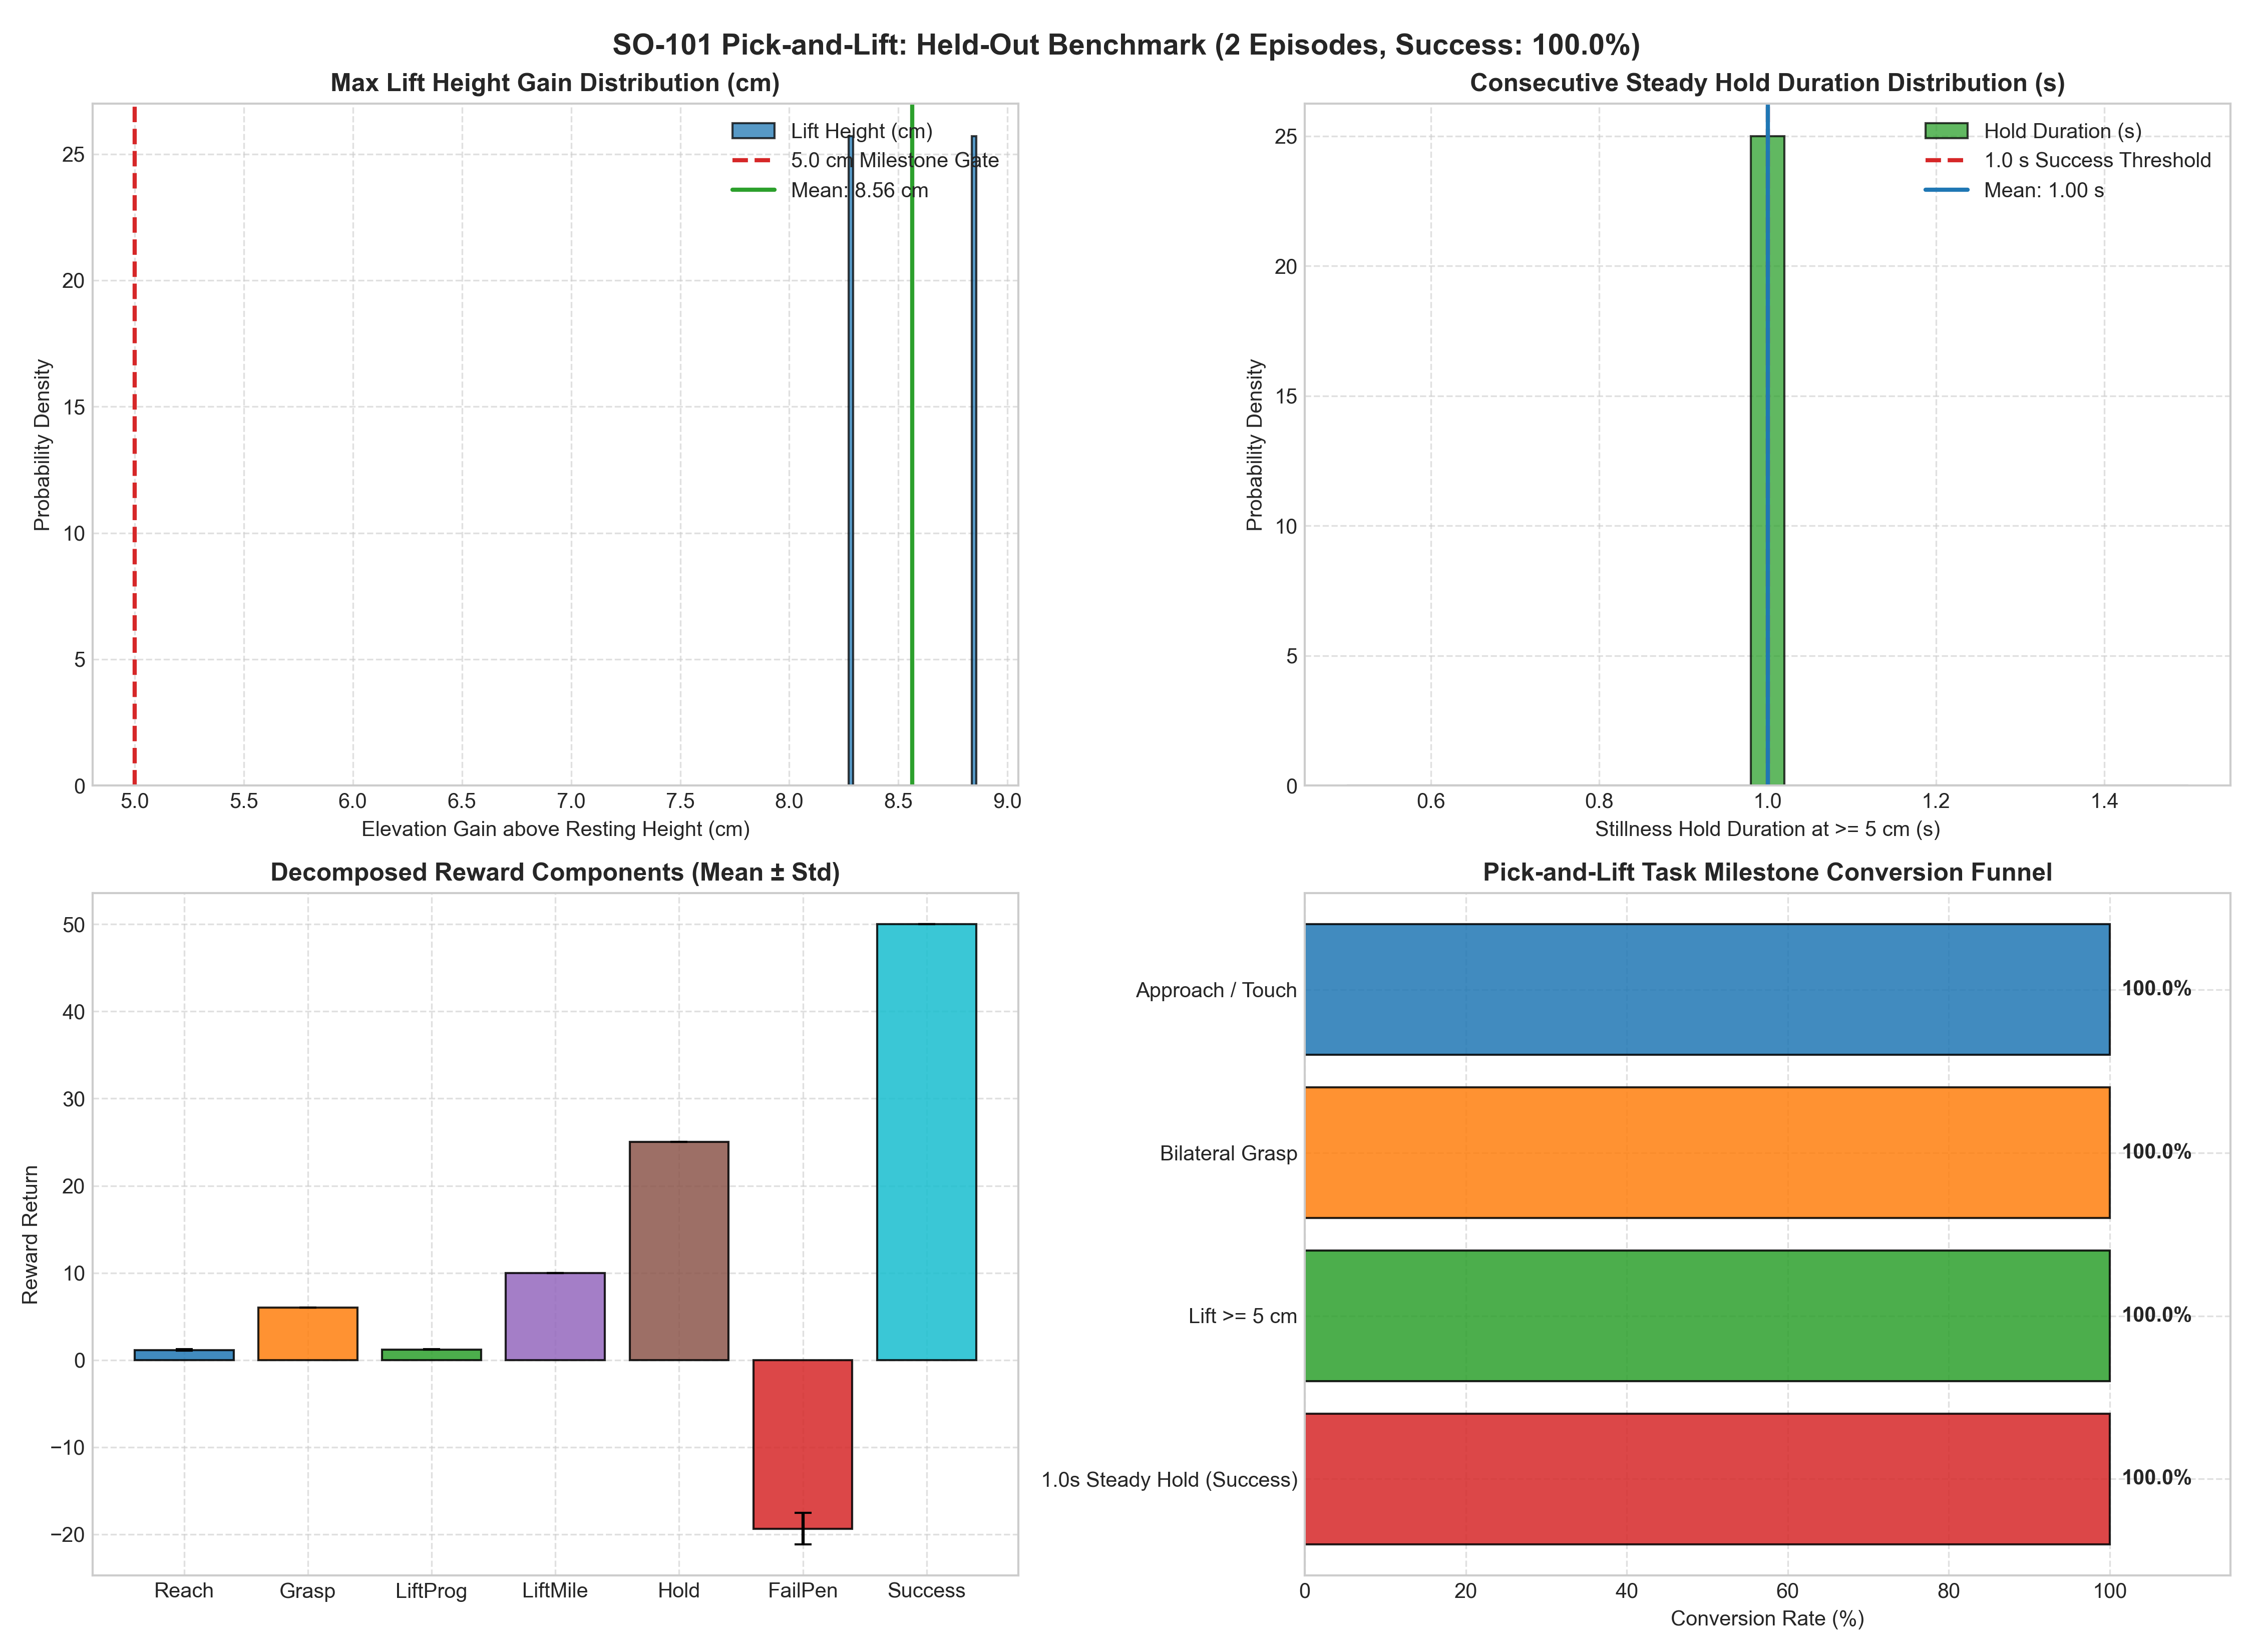 SO-101 Pick-and-Lift: Held-Out Benchmark (2 Episodes, Success: 100.0%)
Max Lift Height Gain Distribution (cm)
Lift Height (cm)
5.0 cm Milestone Gate
Mean: 8.56 cm
Probability Density
0
5
10
15
20
25
5.0
5.5
6.0
6.5
7.0
7.5
8.0
8.5
9.0
Elevation Gain above Resting Height (cm)
Consecutive Steady Hold Duration Distribution (s)
Hold Duration (s)
1.0 s Success Threshold
Mean: 1.00 s
Probability Density
0
5
10
15
20
25
0.6
0.8
1.0
1.2
1.4
Stillness Hold Duration at >= 5 cm (s)
Decomposed Reward Components (Mean ± Std)
Reward Return
50
40
30
20
10
0
−10
−20
Reach
Grasp
LiftProg
LiftMile
Hold
FailPen
Success
Pick-and-Lift Task Milestone Conversion Funnel
Approach / Touch
100.0%
Bilateral Grasp
100.0%
Lift >= 5 cm
100.0%
1.0s Steady Hold (Success)
100.0%
0
20
40
60
80
100
Conversion Rate (%)